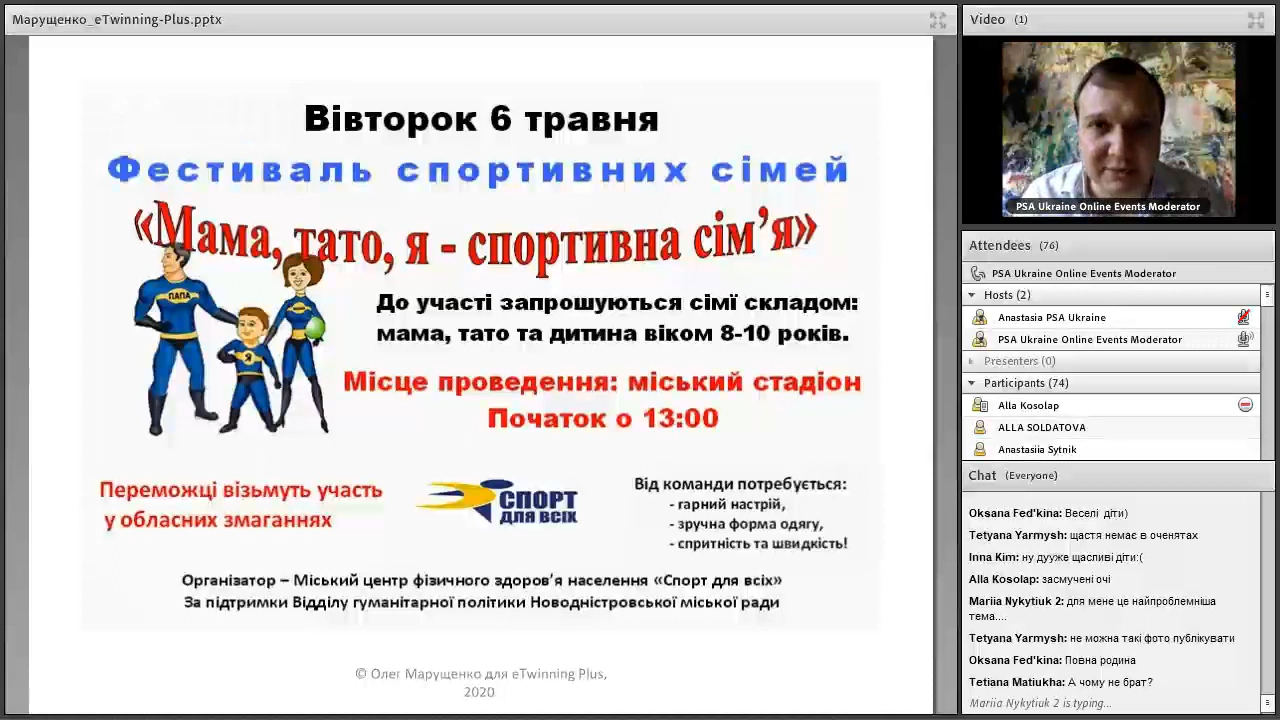 Марущенко_eTwinning-Plus.pptx
Вівторок 6 травня
Фестиваль спортивних сімей
«Мама, тато, я - спортивна сім’я»
ПАПА
Я
До участі запрошуються сімї складом:
мама, тато та дитина віком 8-10 років.
Місце проведення: міський стадіон
Початок о 13:00
Переможці візьмуть участь
у обласних змаганнях
СПОРТ
ДЛЯ ВСІХ
Від команди потребується:
- гарний настрій,
- зручна форма одягу,
- спритність та швидкість!
Організатор – Міський центр фізичного здоров’я населення «Спорт для всіх»
За підтримки Відділу гуманітарної політики Новодністровської міської ради
© Олег Марущенко для eTwinning Plus,
2020
Video (1)
PSA Ukraine Online Events Moderator
Attendees (76)
PSA Ukraine Online Events Moderator
Hosts (2)
Anastasia PSA Ukraine
PSA Ukraine Online Events Moderator
Presenters (0)
Participants (74)
Alla Kosolap
ALLA SOLDATOVA
Anastasiia Sytnik
Chat (Everyone)
Oksana Fed'kina: Веселі діти)
Tetyana Yarmysh: щастя немає в оченятах
Inna Kim: ну дууже щасливі діти:(
Alla Kosolap: засмучені очі
Mariia Nykytiuk 2: для мене це найпроблемніша
тема....
Tetyana Yarmysh: не можна такі фото публікувати
Oksana Fed'kina: Повна родина
Tetiana Matiukha: А чому не брат?
Mariia Nykytiuk 2 is typing...